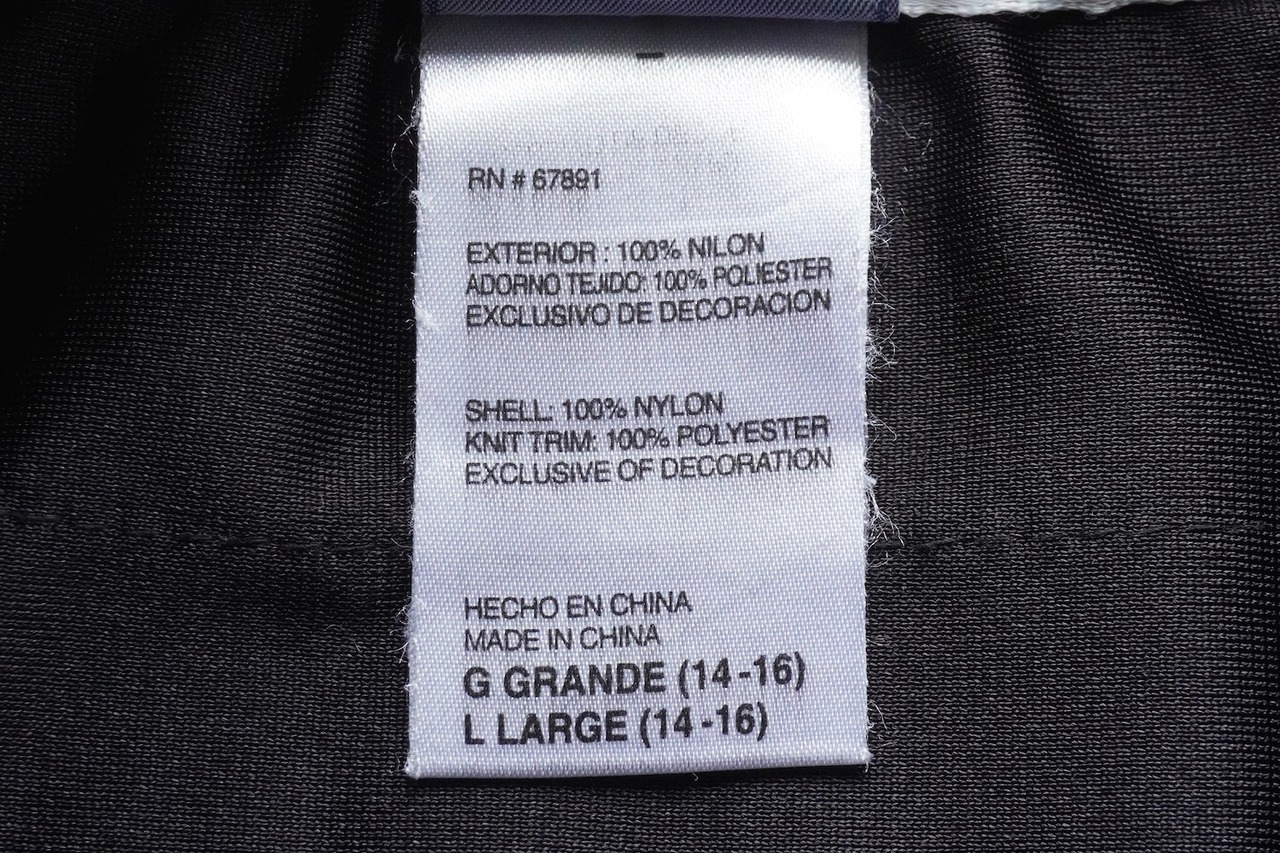 RN # 67891
EXTERIOR : 100% NILON
ADORNO TEJIDO: 100% POLIESTER
EXCLUSIVO DE DECORACION
SHELL: 100% NYLON
KNIT TRIM: 100% POLYESTER
EXCLUSIVE OF DECORATION
HECHO EN CHINA
MADE IN CHINA
G GRANDE (14-16)
L LARGE (14-16)